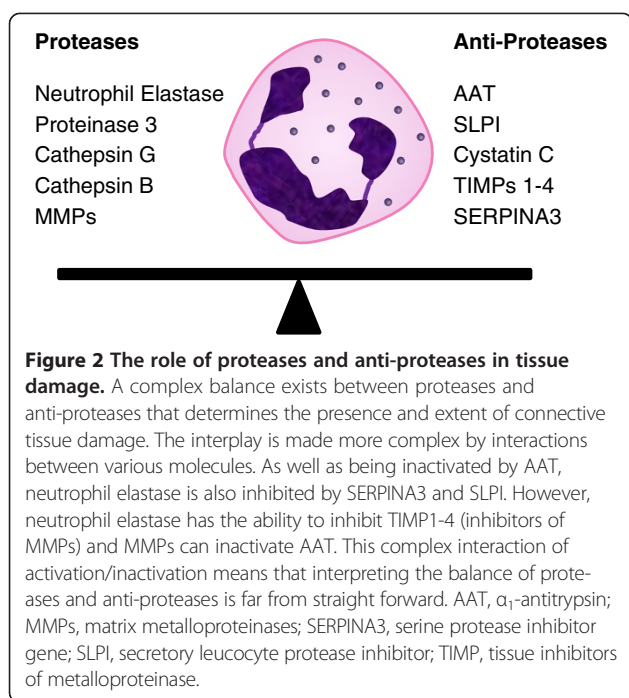 Proteases
Anti-Proteases
Neutrophil Elastase
AAT
Proteinase 3
SLPI
Cathepsin G
Cystatin C
Cathepsin B
TIMPs 1-4
MMPs
SERPINA3
Figure 2 The role of proteases and anti-proteases in tissue
damage. A complex balance exists between proteases and
anti-proteases that determines the presence and extent of connective
tissue damage. The interplay is made more complex by interactions
between various molecules. As well as being inactivated by AAT,
neutrophil elastase is also inhibited by SERPINA3 and SLPI. However,
neutrophil elastase has the ability to inhibit TIMP1-4 (inhibitors of
MMPs) and MMPs can inactivate AAT. This complex interaction of
activation/inactivation means that interpreting the balance of prote-
ases and anti-proteases is far from straight forward. AAT, α₁-antitrypsin;
MMPs, matrix metalloproteinases; SERPINA3, serine protease inhibitor
gene; SLPI, secretory leucocyte protease inhibitor; TIMP, tissue inhibitors
of metalloproteinase.